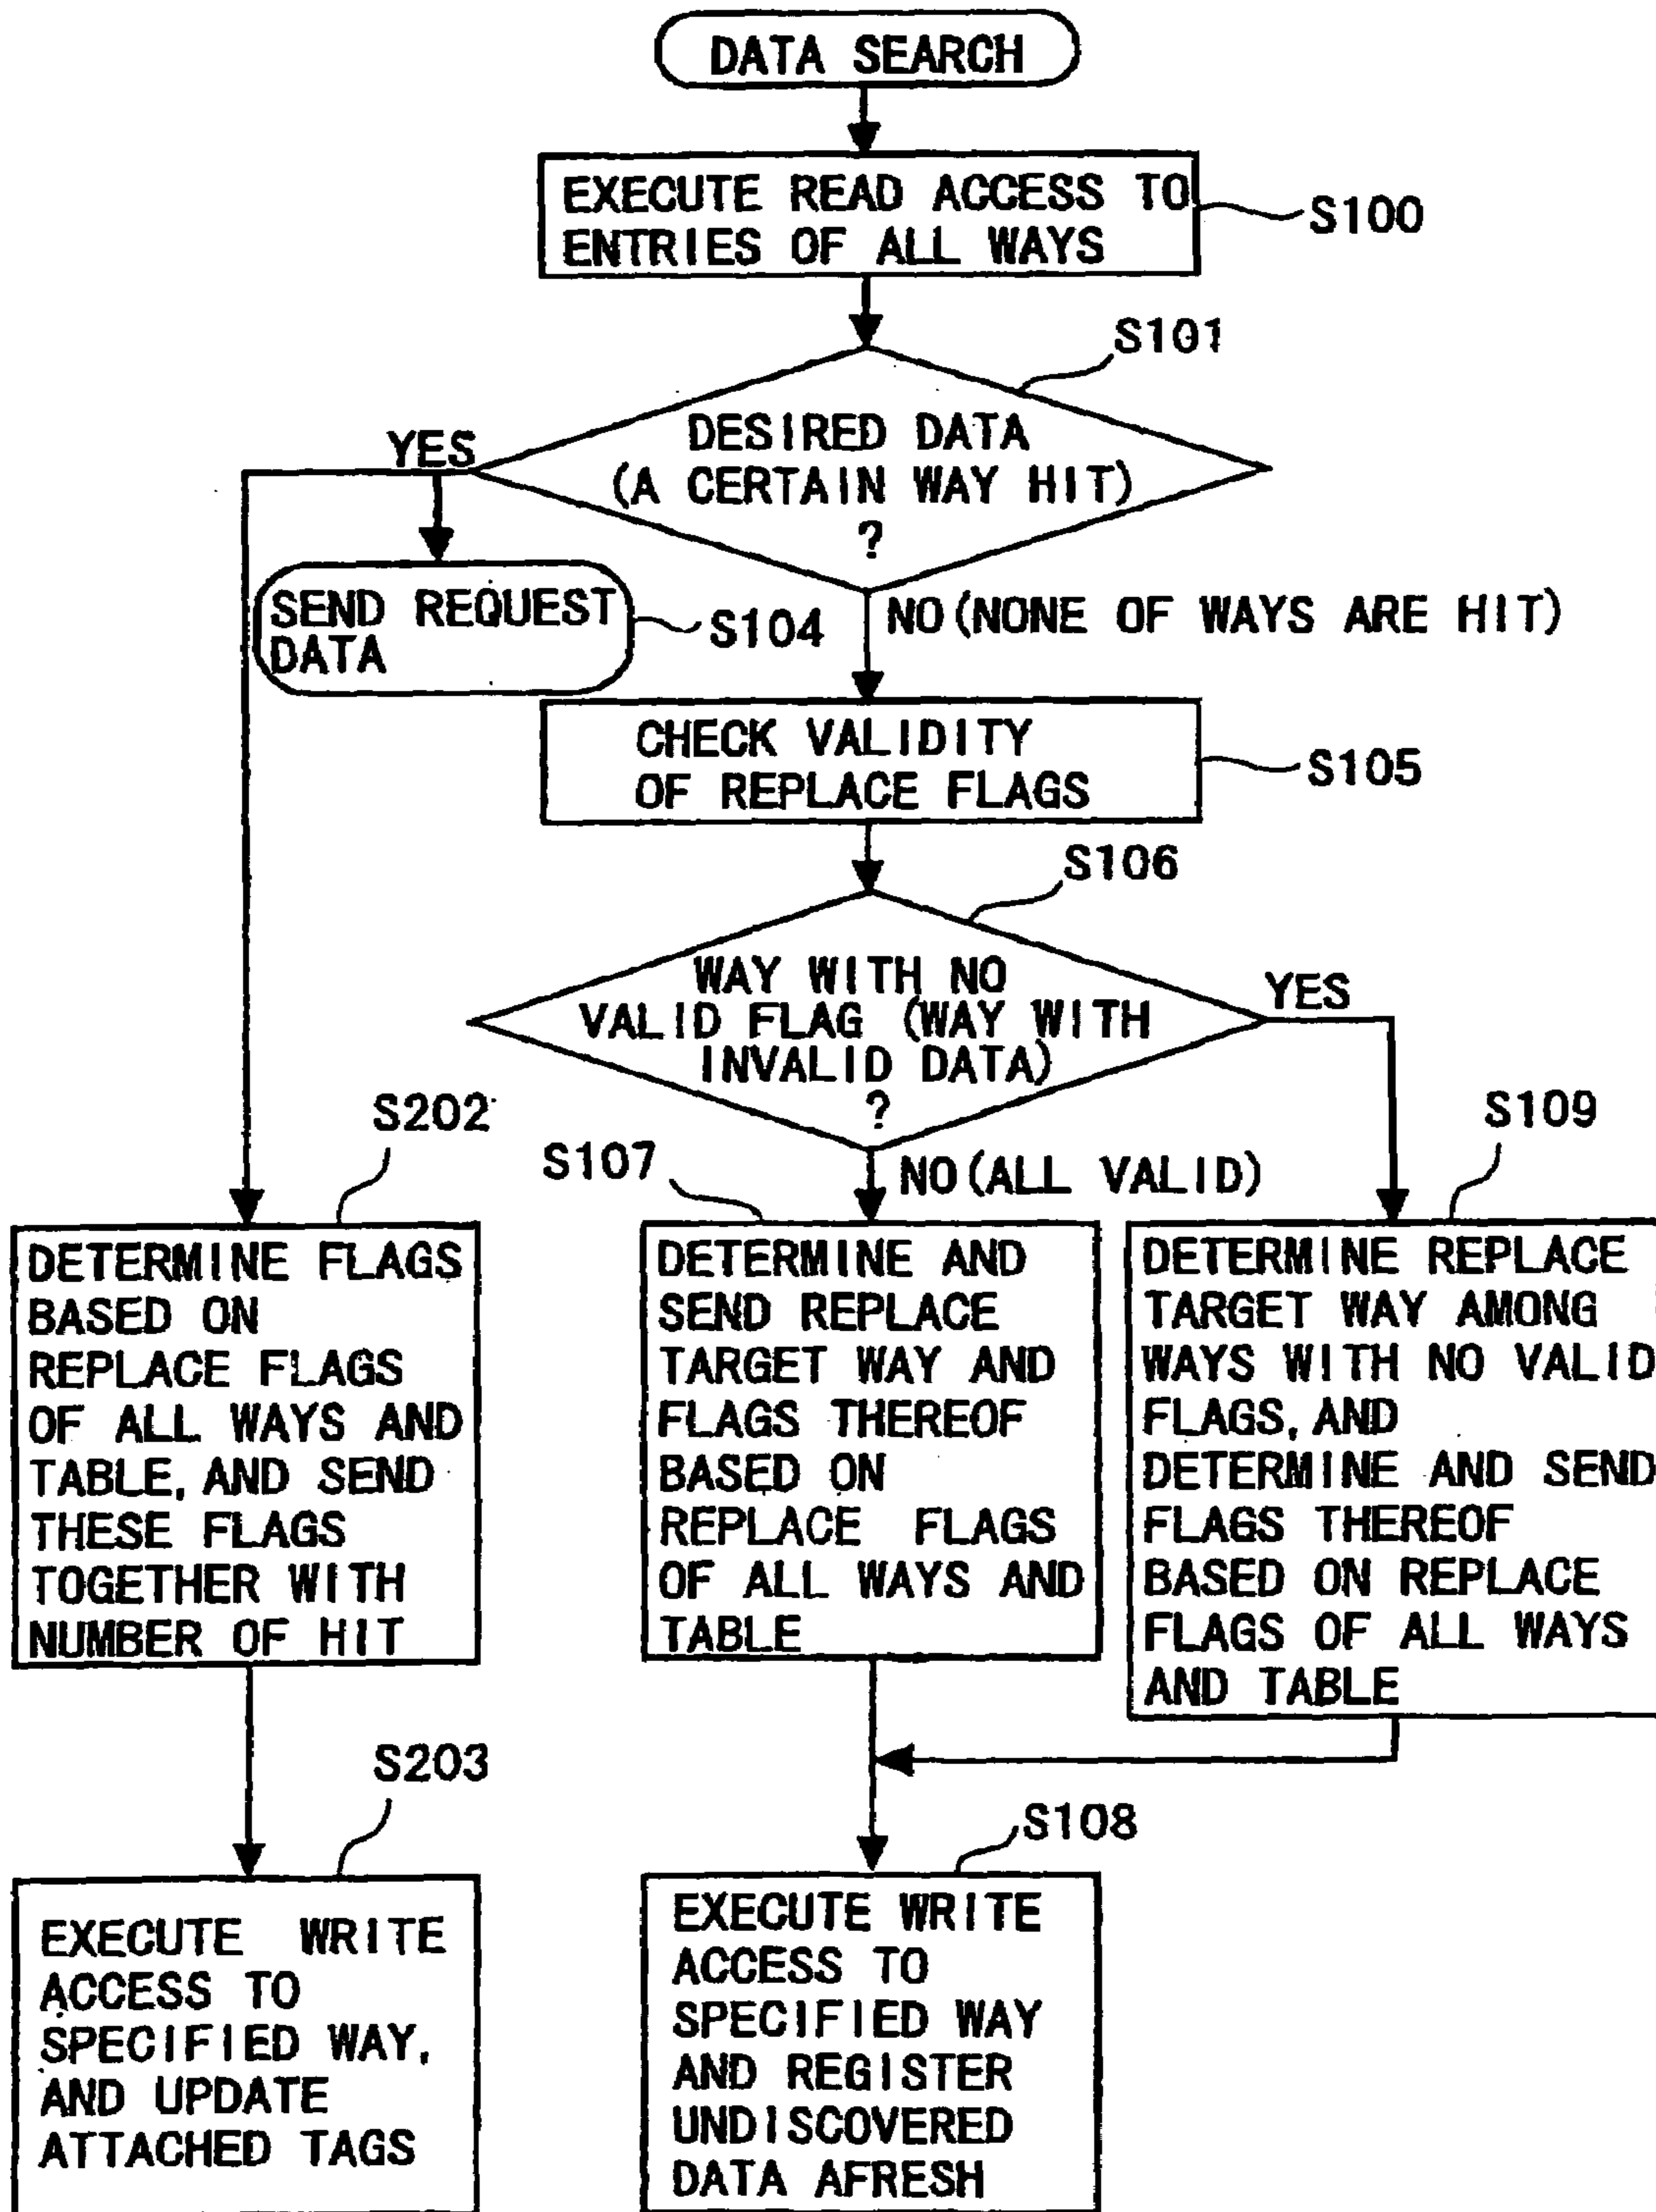 DATA SEARCH
EXECUTE READ ACCESS TO
ENTRIES OF ALL WAYS
S100
S101
DESIRED DATA
(A CERTAIN WAY HIT)
?
YES
SEND REQUEST
DATA
S104
NO(NONE OF WAYS ARE HIT)
CHECK VALIDITY
OF REPLACE FLAGS
S105
S106
WAY WITH NO
VALID FLAG (WAY WITH
INVALID DATA)
?
YES
NO(ALL VALID)
S202
DETERMINE FLAGS
BASED ON
REPLACE FLAGS
OF ALL WAYS AND
TABLE, AND SEND
THESE FLAGS
TOGETHER WITH
NUMBER OF HIT
S107
DETERMINE AND
SEND REPLACE
TARGET WAY AND
FLAGS THEREOF
BASED ON
REPLACE FLAGS
OF ALL WAYS AND
TABLE
S109
DETERMINE REPLACE
TARGET WAY AMONG
WAYS WITH NO VALID
FLAGS, AND
DETERMINE AND SEND
FLAGS THEREOF
BASED ON REPLACE
FLAGS OF ALL WAYS
AND TABLE
S203
EXECUTE WRITE
ACCESS TO
SPECIFIED WAY,
AND UPDATE
ATTACHED TAGS
S108
EXECUTE WRITE
ACCESS TO
SPECIFIED WAY
AND REGISTER
UNDISCOVERED
DATA AFRESH